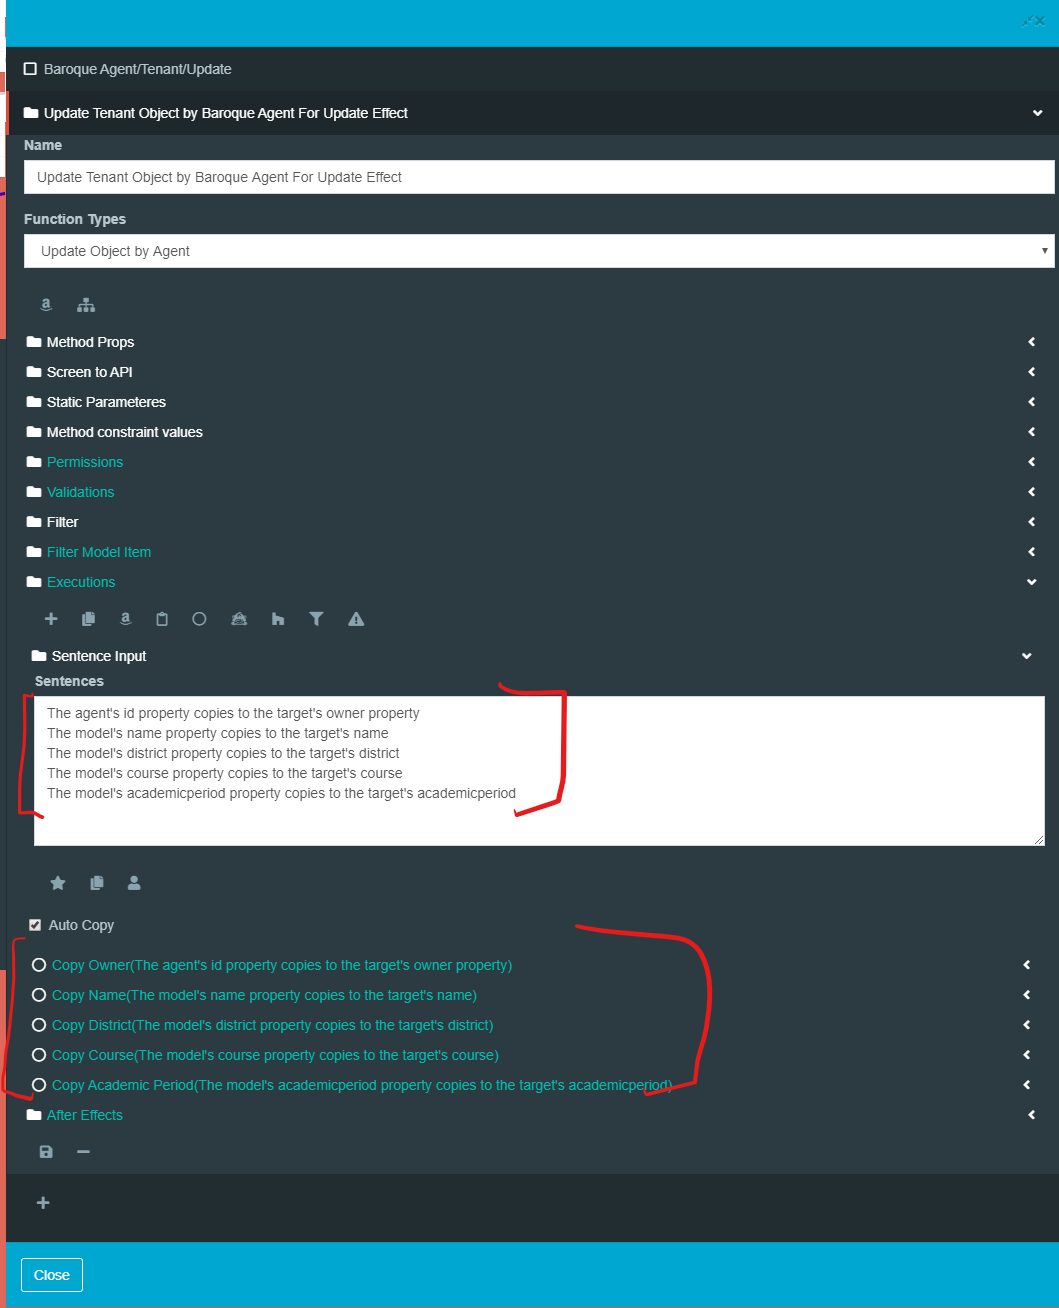 Baroque Agent/Tenant/Update
Update Tenant Object by Baroque Agent For Update Effect
Name
Update Tenant Object by Baroque Agent For Update Effect
Function Types
Update Object by Agent
Method Props
Screen to API
Static Parameteres
Method constraint values
Permissions
Validations
Filter
Filter Model Item
Executions
Sentence Input
Sentences
The agent's id property copies to the target's owner property
The model's name property copies to the target's name
The model's district property copies to the target's district
The model's course property copies to the target's course
The model's academicperiod property copies to the target's academicperiod
Auto Copy
Copy Owner(The agent's id property copies to the target's owner property)
Copy Name(The model's name property copies to the target's name)
Copy District(The model's district property copies to the target's district)
Copy Course(The model's course property copies to the target's course)
Copy Academic Period(The model's academicperiod property copies to the target's academicperiod)
After Effects
Close